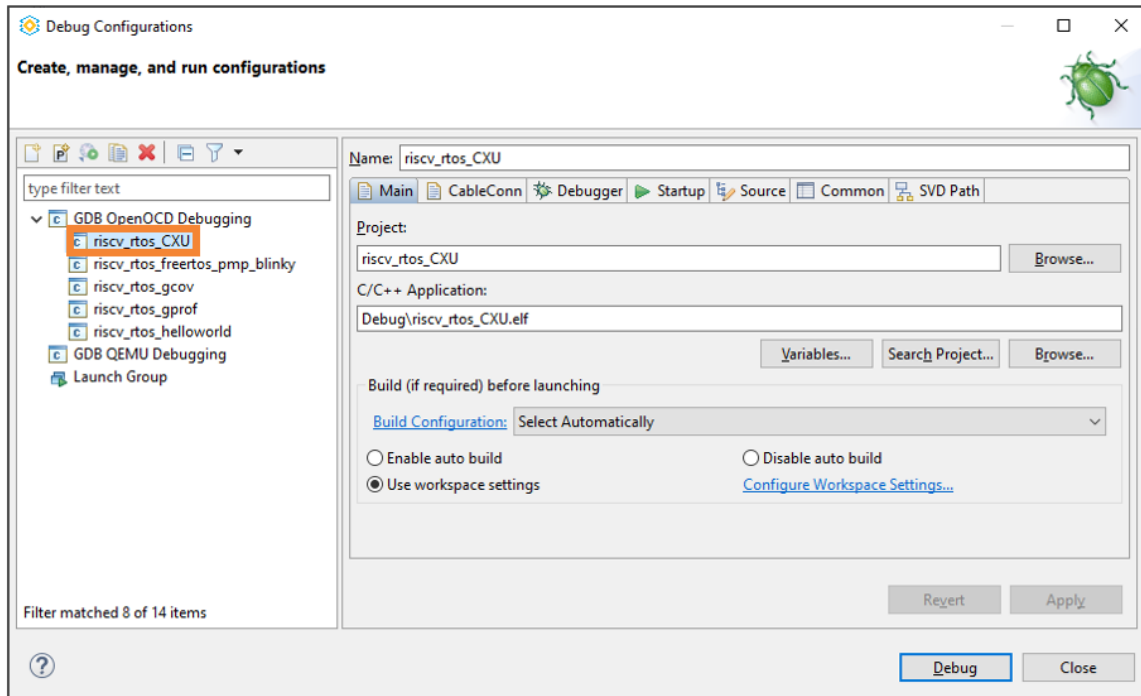 Debug Configurations
Create, manage, and run configurations
type filter text
GDB OpenOCD Debugging
riscv_rtos_CXU
riscv_rtos_freertos_pmp_blinky
riscv_rtos_gcov
riscv_rtos_gprof
riscv_rtos_helloworld
GDB QEMU Debugging
Launch Group
Filter matched 8 of 14 items
Name: riscv_rtos_CXU
Main CableConn Debugger Startup Source Common SVD Path
Project:
riscv_rtos_CXU Browse...
C/C++ Application:
Debug\riscv_rtos_CXU.elf
Variables... Search Project... Browse...
Build (if required) before launching
Build Configuration: Select Automatically
Enable auto build Disable auto build
Use workspace settings Configure Workspace Settings...
Revert Apply
? Debug Close